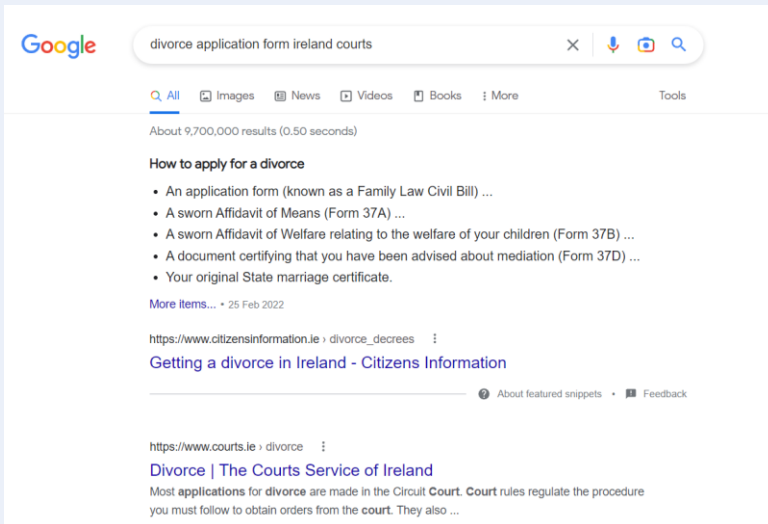 Google
divorce application form ireland courts
All Images News Videos Books More Tools
About 9,700,000 results (0.50 seconds)
How to apply for a divorce
• An application form (known as a Family Law Civil Bill) ...
• A sworn Affidavit of Means (Form 37A) ...
• A sworn Affidavit of Welfare relating to the welfare of your children (Form 37B) ...
• A document certifying that you have been advised about mediation (Form 37D) ...
• Your original State marriage certificate.
More items... • 25 Feb 2022
https://www.citizensinformation.ie › divorce_decrees
Getting a divorce in Ireland - Citizens Information
About featured snippets • Feedback
https://www.courts.ie › divorce
Divorce | The Courts Service of Ireland
Most applications for divorce are made in the Circuit Court. Court rules regulate the procedure
you must follow to obtain orders from the court. They also ...